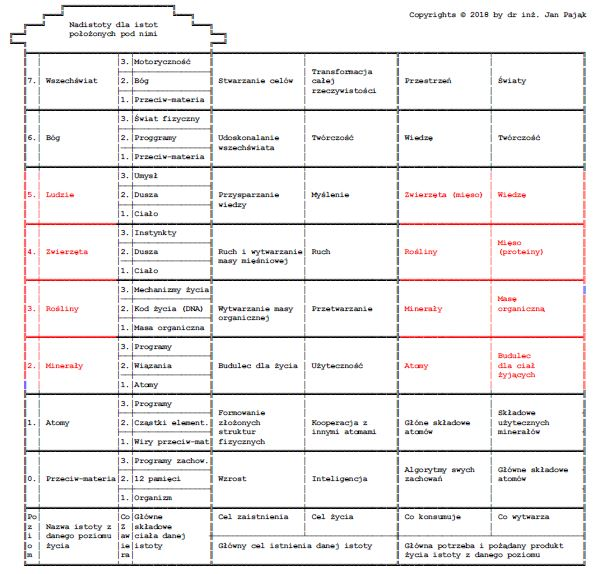 Copyrights © 2018 by dr inż. Jan Pająk
Nadistoty dla istot
położonych pod nimi
7. Wszechświat 3. Motoryczność 2. Bóg 1. Przeciw-materia Stwarzanie celów Transformacja całej rzeczywistości Przestrzeń Światy
6. Bóg 3. Świat fizyczny 2. Proggramy 1. Przeciw-materia Udoskonalanie wszechświata Twórczość Wiedzę Twórczość
5. Ludzie 3. Umysł 2. Dusza 1. Ciało Przysparzanie wiedzy Myślenie Zwierzęta (mięso) Wiedzę
4. Zwierzęta 3. Instynkty 2. Dusza 1. Ciało Ruch i wytwarzanie masy mięśniowej Ruch Rośliny Mięso (proteiny)
3. Rośliny 3. Mechanizmy życia 2. Kod życia (DNA) 1. Masa organiczna Wytwarzanie masy organicznej Przetwarzanie Minerały Masę organiczną
2. Minerały 3. Programy 2. Wiązania 1. Atomy Budulec dla życia Użyteczność Atomy Budulec dla ciał żyjących
1. Atomy 3. Programy 2. Cząstki element. 1. Wiry przeciw-mat Formowanie złożonych struktur fizycznych Kooperacja z innymi atomami Głóne składowe atomów Składowe użytecznych minerałów
0. Przeciw-materia 3. Programy zachow. 2. 12 pamięci 1. Organizm Wzrost Inteligencja Algorytmy swych zachowań Główne składowe atomów
Poziom Nazwa istoty z danego poziomu życia Co Zawiera Główne składowe ciała danej istoty Cel zaistnienia Cel życia Co konsumuje Co wytwarza
Główny cel istnienia danej istoty Główna potrzeba i pożądany produkt życia istoty z danego poziomu